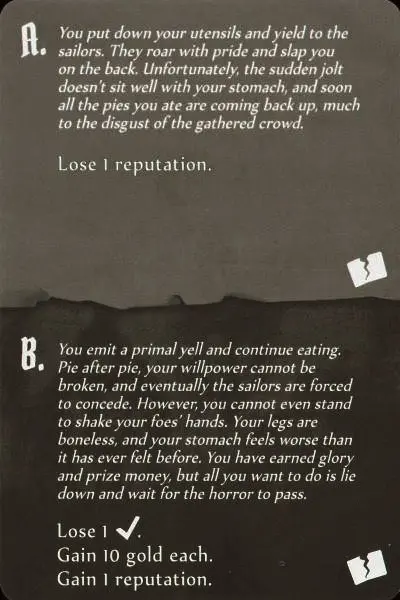 A.
You put down your utensils and yield to the
sailors. They roar with pride and slap you
on the back. Unfortunately, the sudden jolt
doesn't sit well with your stomach, and soon
all the pies you ate are coming back up, much
to the disgust of the gathered crowd.
Lose 1 reputation.
B.
You emit a primal yell and continue eating.
Pie after pie, your willpower cannot be
broken, and eventually the sailors are forced
to concede. However, you cannot even stand
to shake your foes' hands. Your legs are
boneless, and your stomach feels worse than
it has ever felt before. You have earned glory
and prize money, but all you want to do is lie
down and wait for the horror to pass.
Lose 1 ✓.
Gain 10 gold each.
Gain 1 reputation.